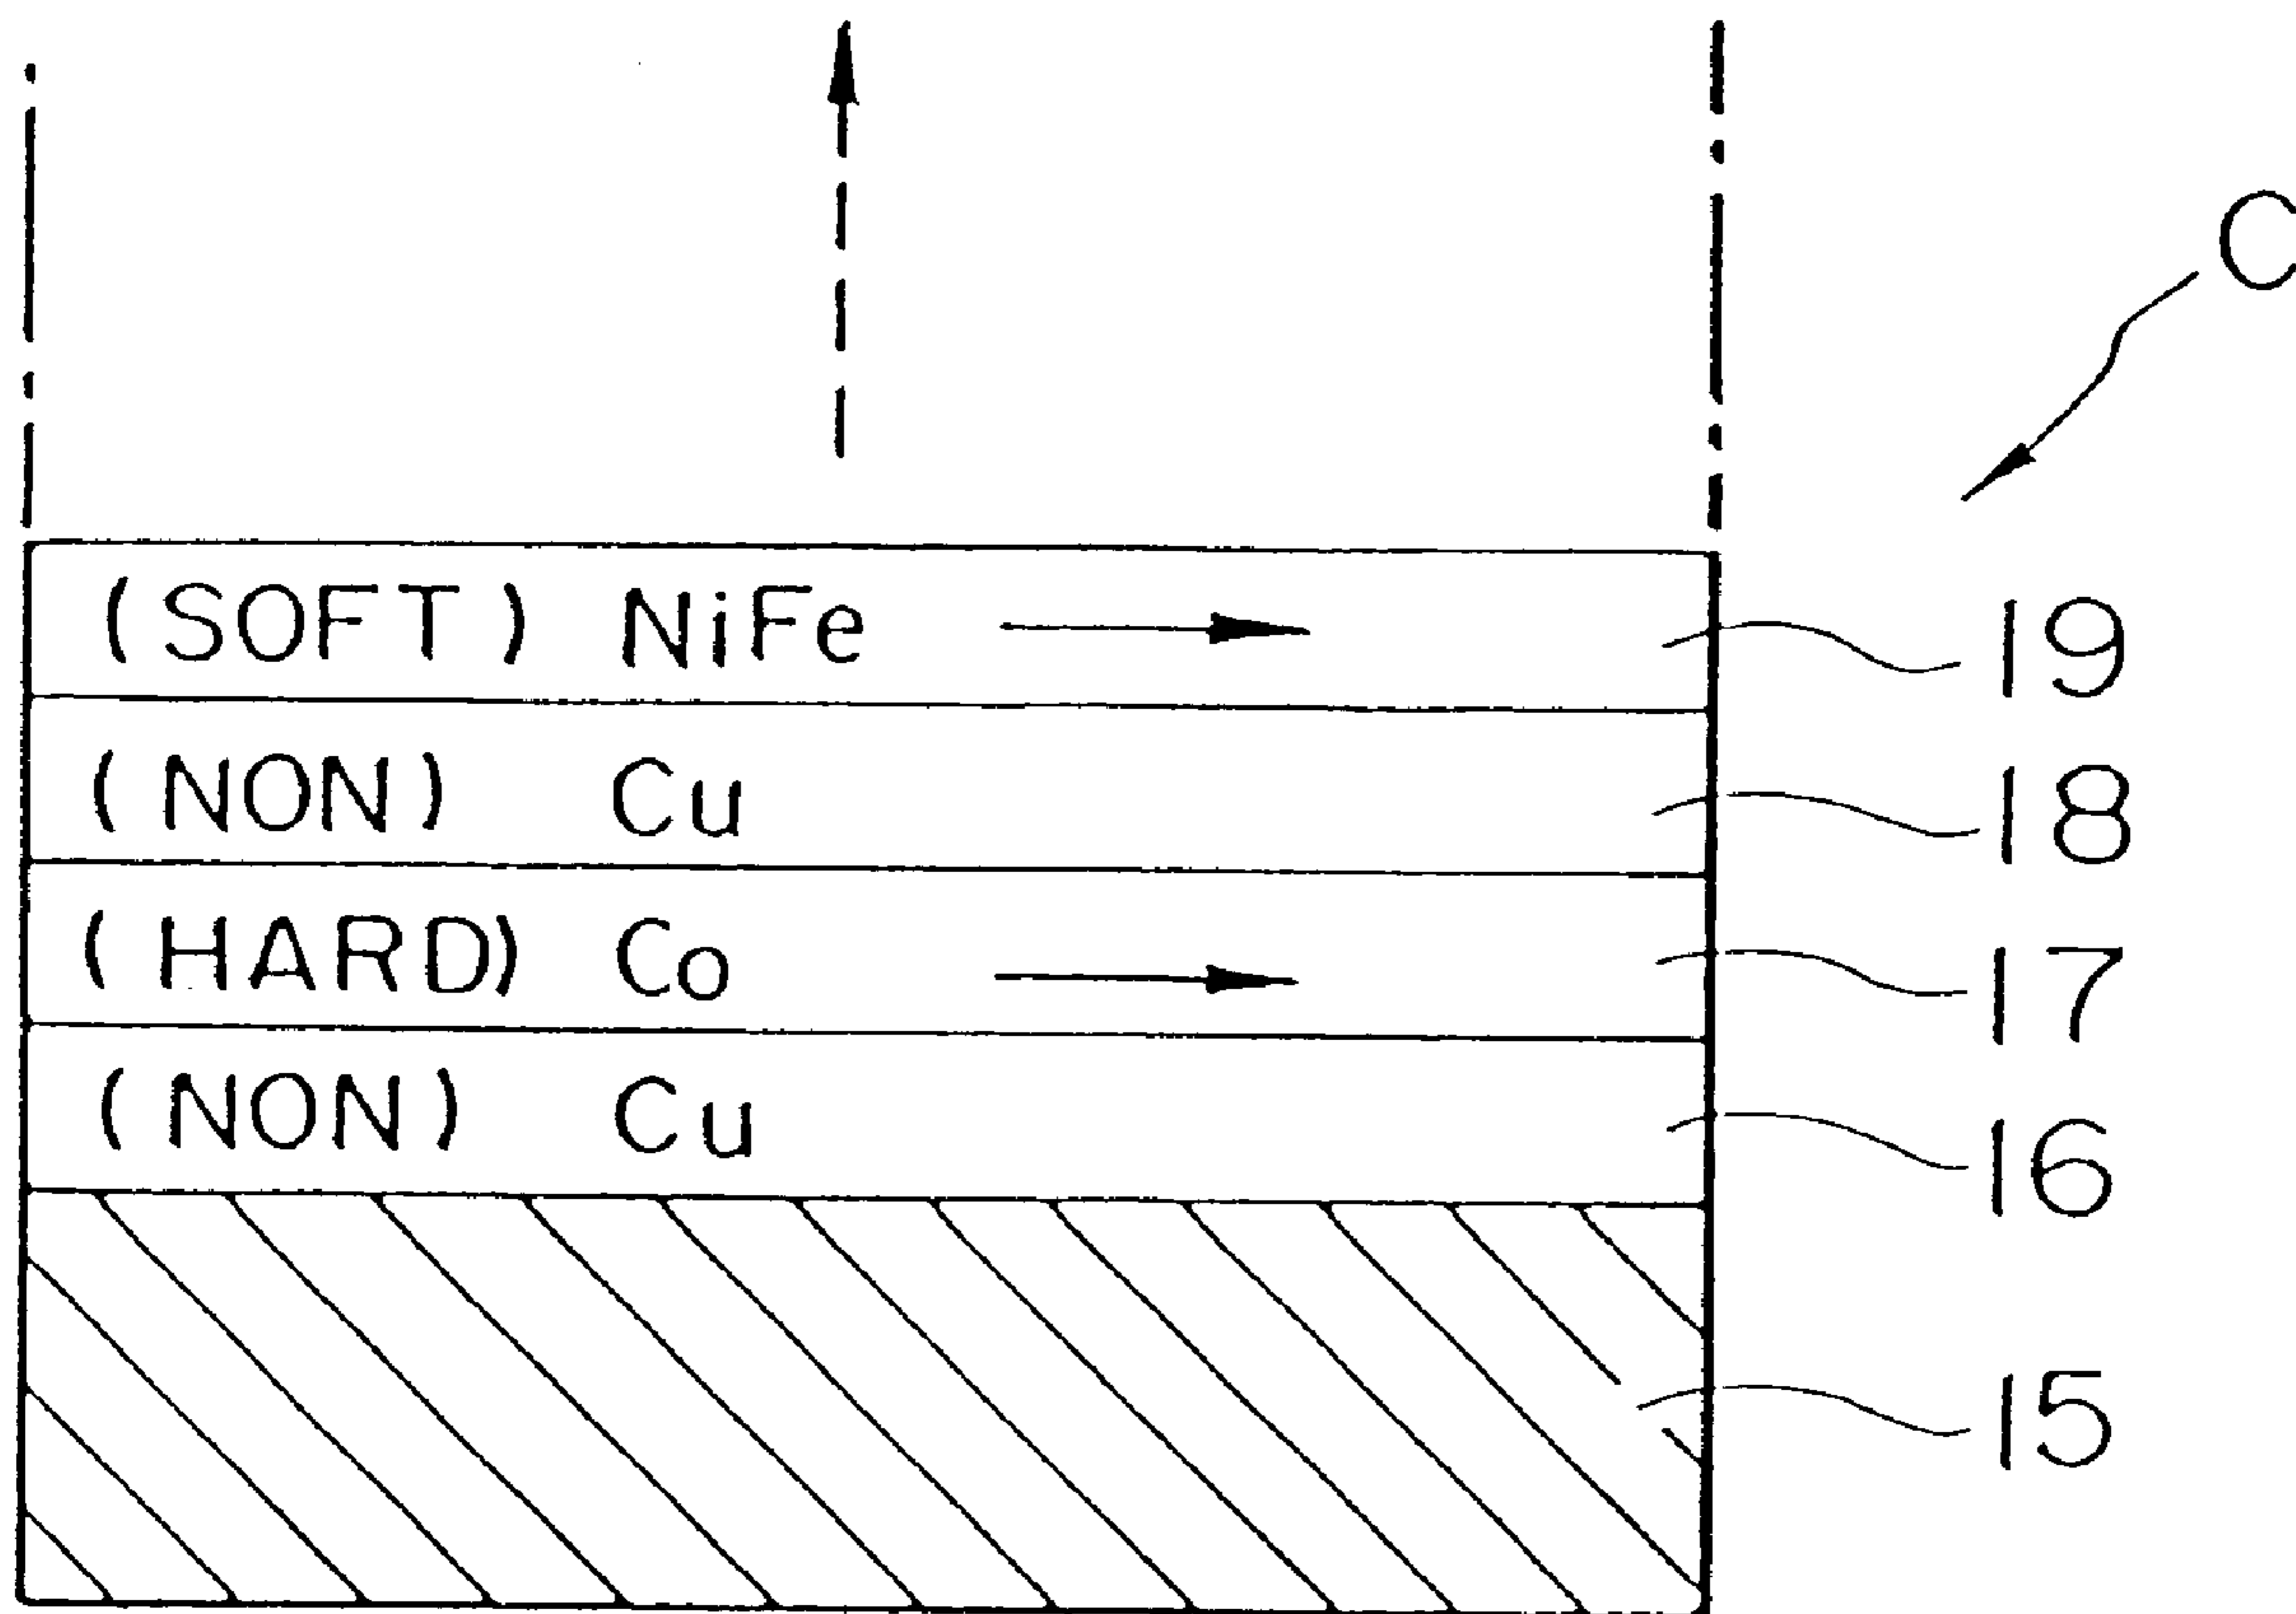 C
(SOFT) NiFe 19
(NON) Cu 18
(HARD) Co 17
(NON) Cu 16
15